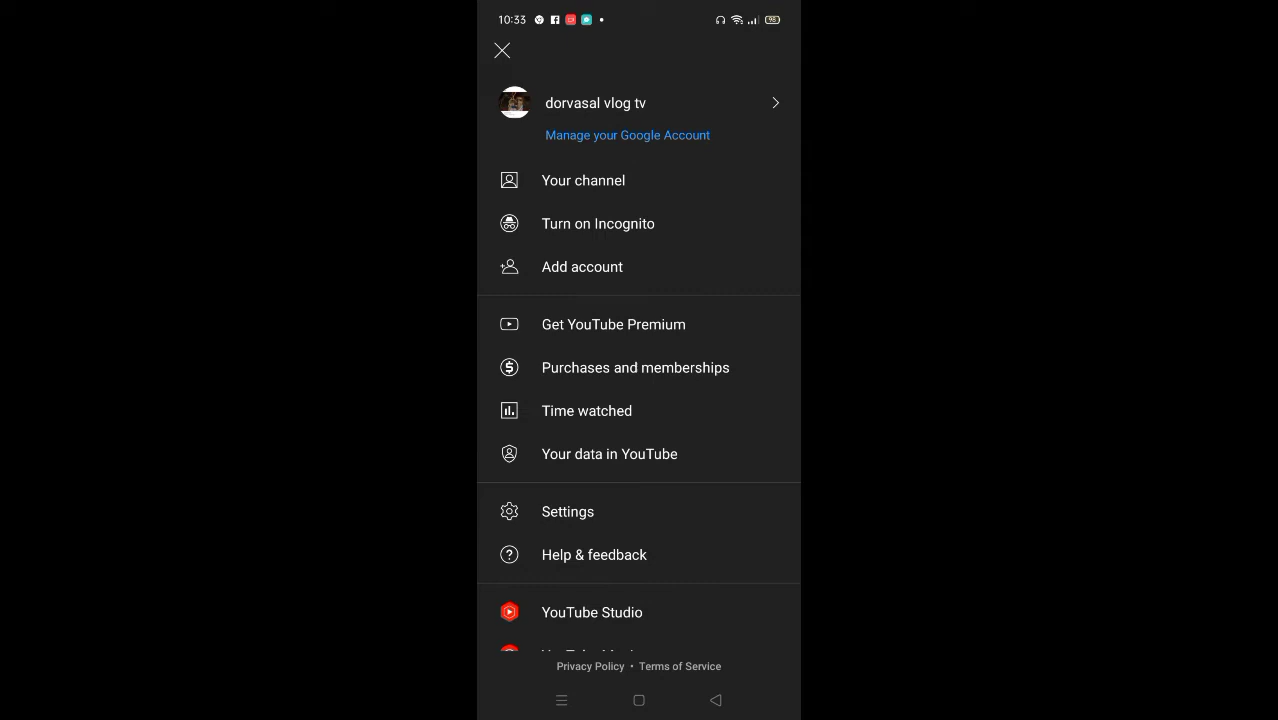 10:33
98
dorvasal vlog tv
Manage your Google Account
Your channel
Turn on Incognito
Add account
Get YouTube Premium
Purchases and memberships
Time watched
Your data in YouTube
Settings
Help & feedback
YouTube Studio
Privacy Policy • Terms of Service